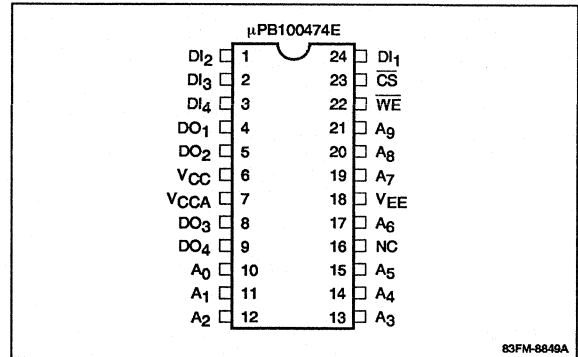 μPB100474E
DI2 1 24 DI1
DI3 2 23 C̅S̅
DI4 3 22 W̅E̅
DO1 4 21 A9
DO2 5 20 A8
VCC 6 19 A7
VCCA 7 18 VEE
DO3 8 17 A6
DO4 9 16 NC
A0 10 15 A5
A1 11 14 A4
A2 12 13 A3
83FM-8849A